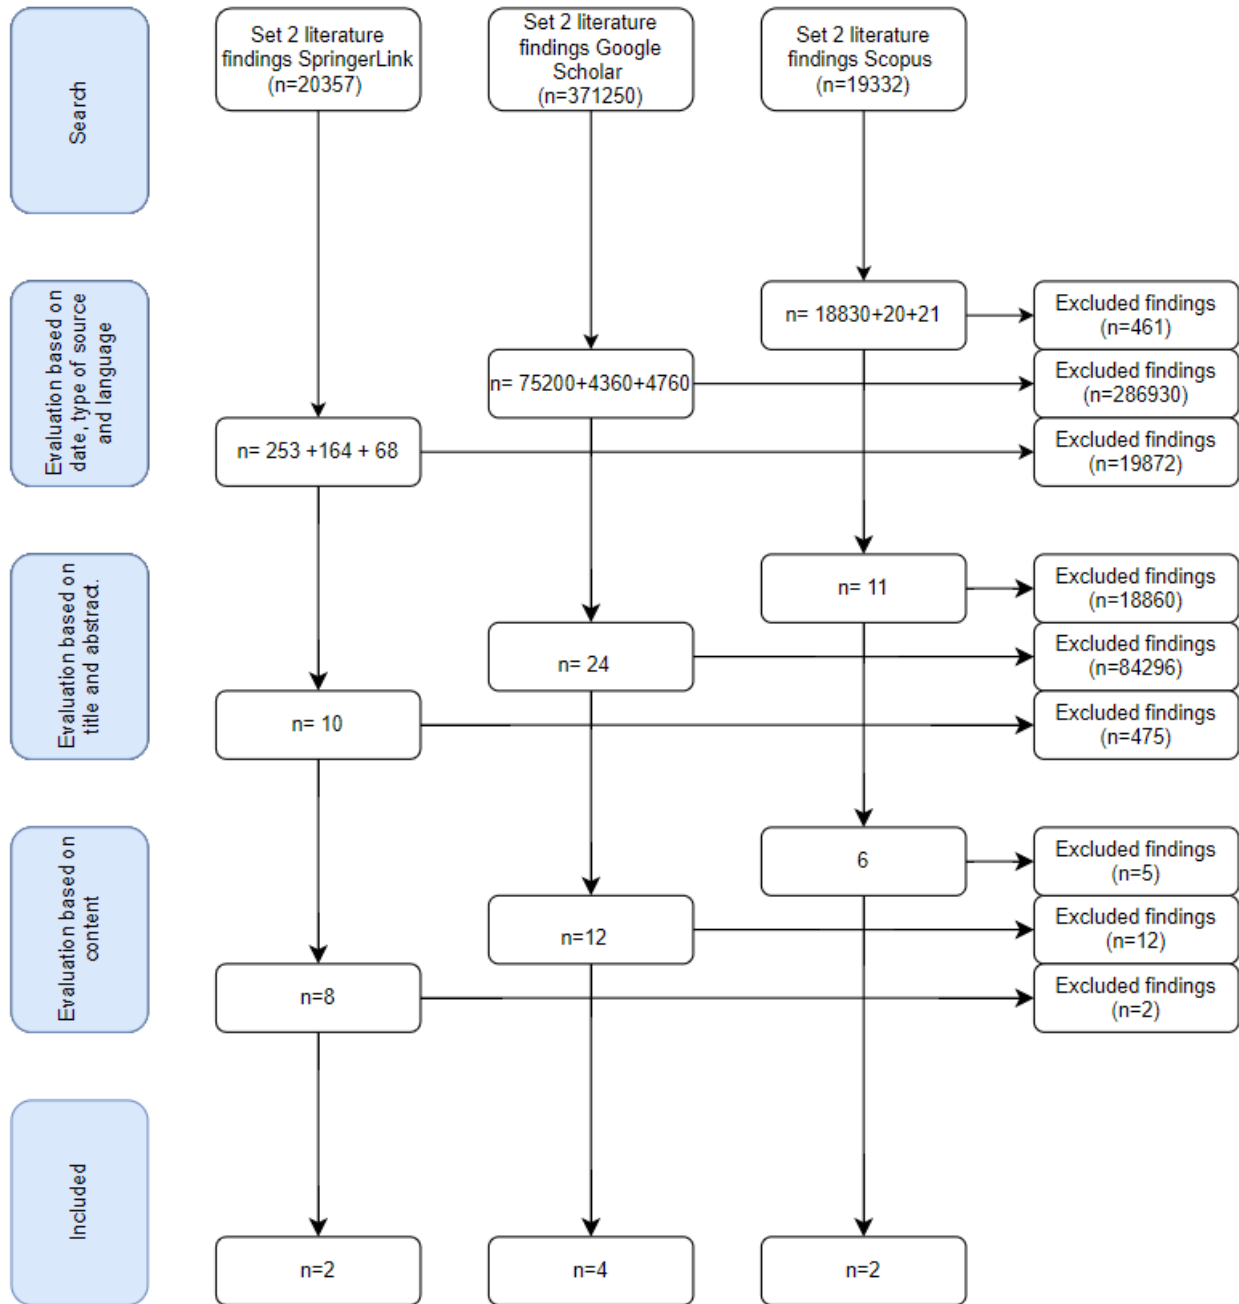 Search
Set 2 literature
findings SpringerLink
(n=20357)
Set 2 literature
findings Google
Scholar
(n=371250)
Set 2 literature
findings Scopus
(n=19332)
Evaluation based on
date, type of source
and language
n= 18830+20+21
Excluded findings
(n=461)
n= 75200+4360+4760
Excluded findings
(n=286930)
n= 253 +164 + 68
Excluded findings
(n=19872)
Evaluation based on
title and abstract.
n= 11
Excluded findings
(n=18860)
n= 24
Excluded findings
(n=84296)
n= 10
Excluded findings
(n=475)
Evaluation based on
content
6
Excluded findings
(n=5)
n=12
Excluded findings
(n=12)
n=8
Excluded findings
(n=2)
Included
n=2
n=4
n=2